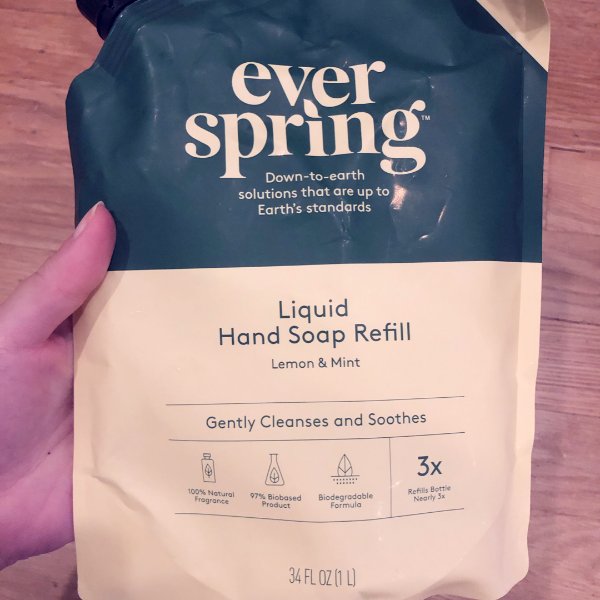 ever
spring™
Down-to-earth
solutions that are up to
Earth's standards
Liquid
Hand Soap Refill
Lemon & Mint
Gently Cleanses and Soothes
100% Natural
Fragrance
97% Biobased
Product
Biodegradable
Formula
3x
Refills Bottle
Nearly 3x
34 FL OZ (1 L)